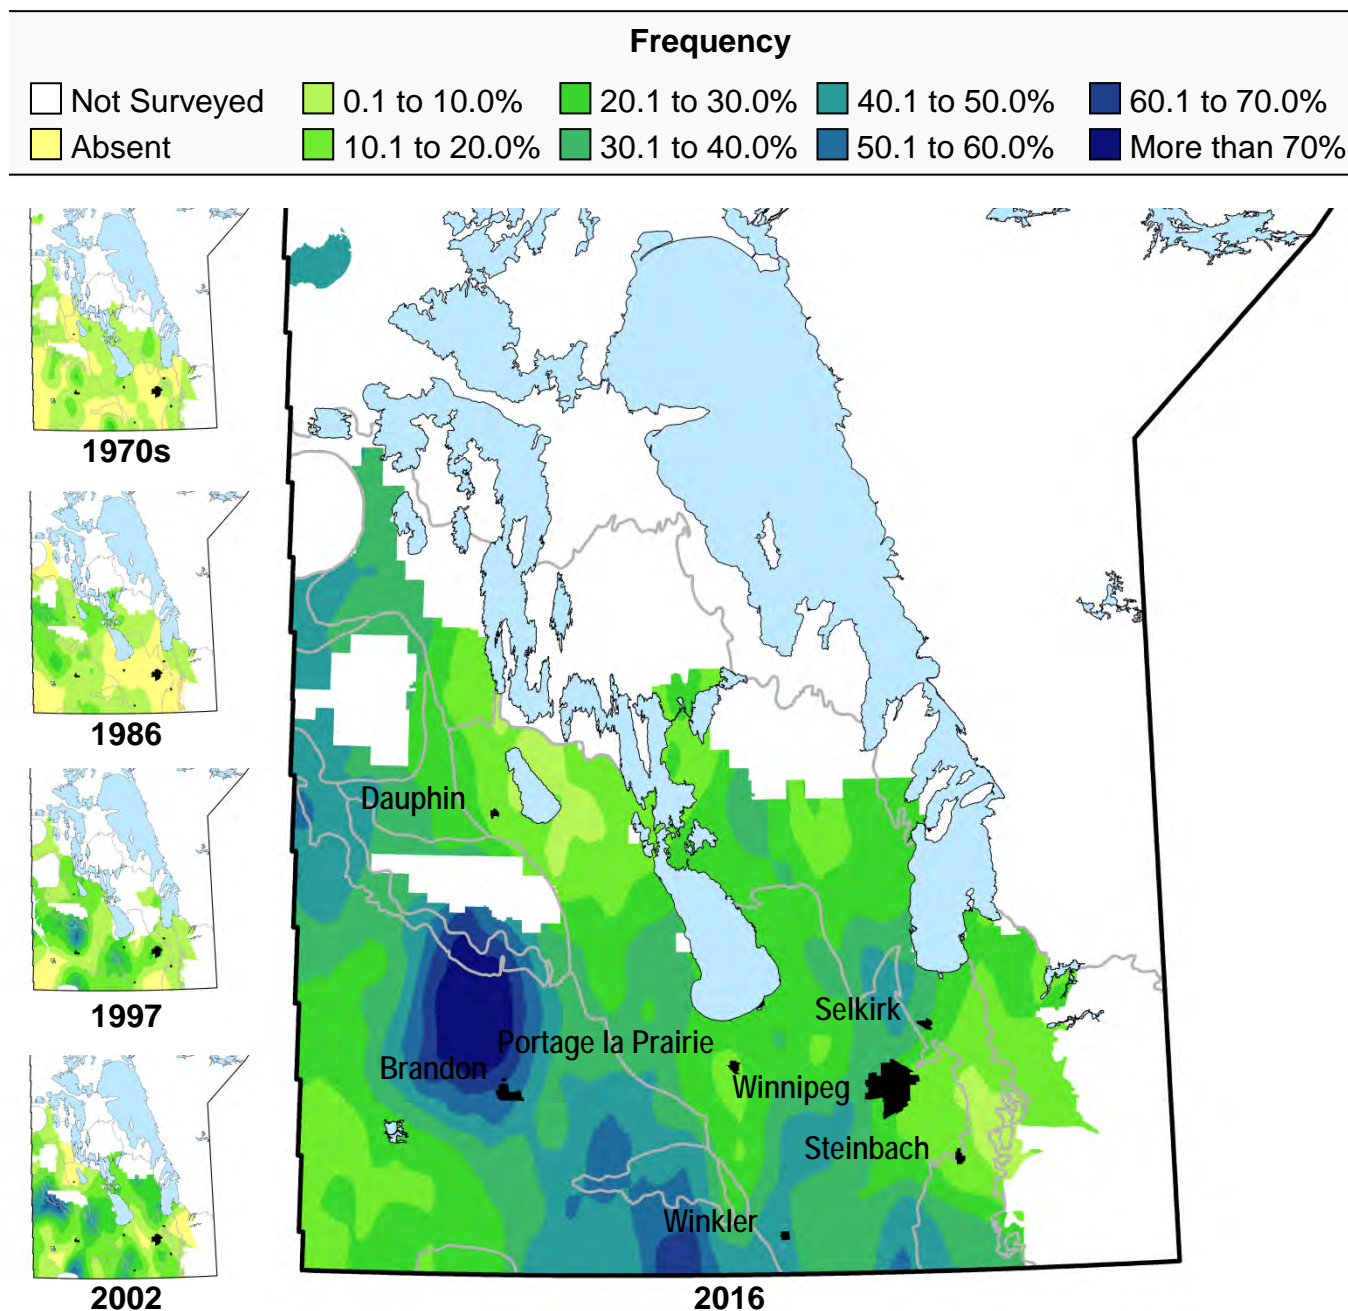 Frequency
Not Surveyed 0.1 to 10.0% 20.1 to 30.0% 40.1 to 50.0% 60.1 to 70.0%
Absent 10.1 to 20.0% 30.1 to 40.0% 50.1 to 60.0% More than 70%
1970s
1986
1997
2002
Dauphin
Selkirk
Portage la Prairie
Brandon
Winnipeg
Steinbach
Winkler
2016